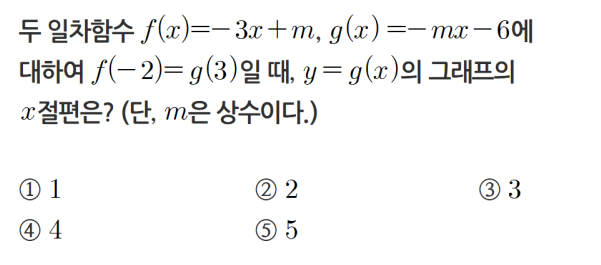 두 일차함수 f(x)=-3x+m, g(x)=-mx-6에
대하여 f(-2)=g(3)일 때, y=g(x)의 그래프의
x절편은? (단, m은 상수이다.)
① 1 ② 2 ③ 3
④ 4 ⑤ 5